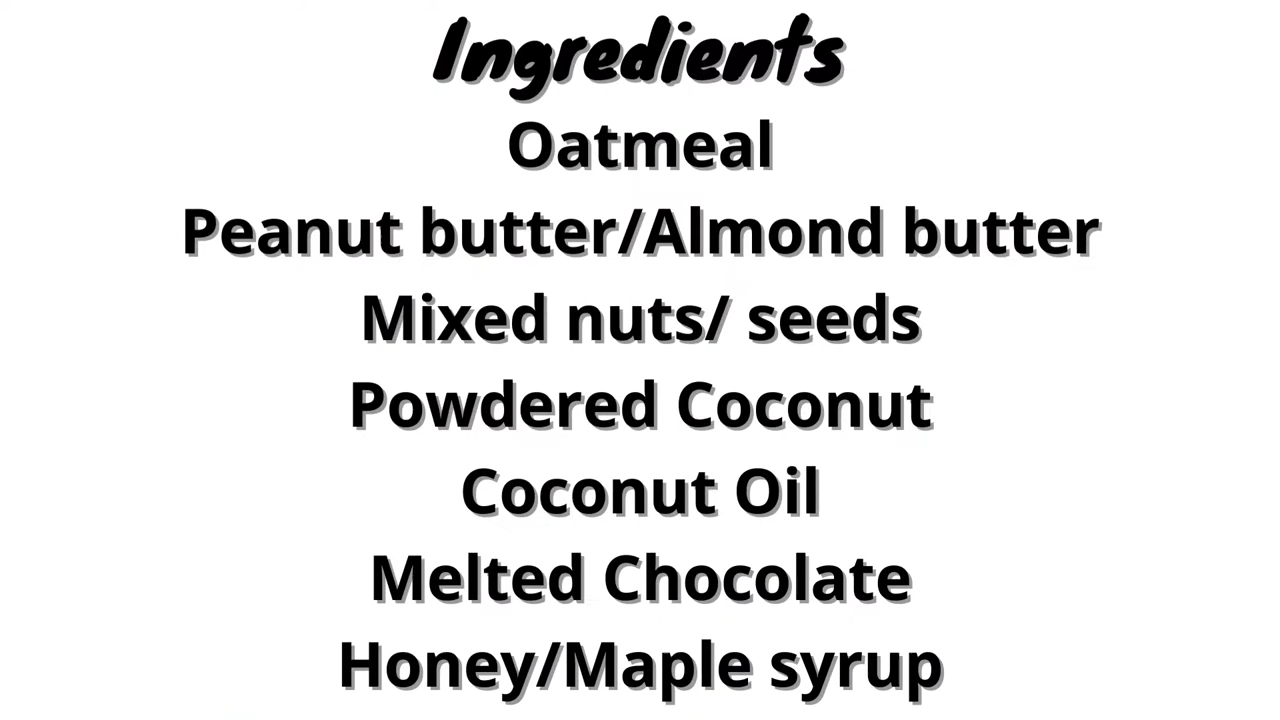 Ingredients
Oatmeal
Peanut butter/Almond butter
Mixed nuts/ seeds
Powdered Coconut
Coconut Oil
Melted Chocolate
Honey/Maple syrup